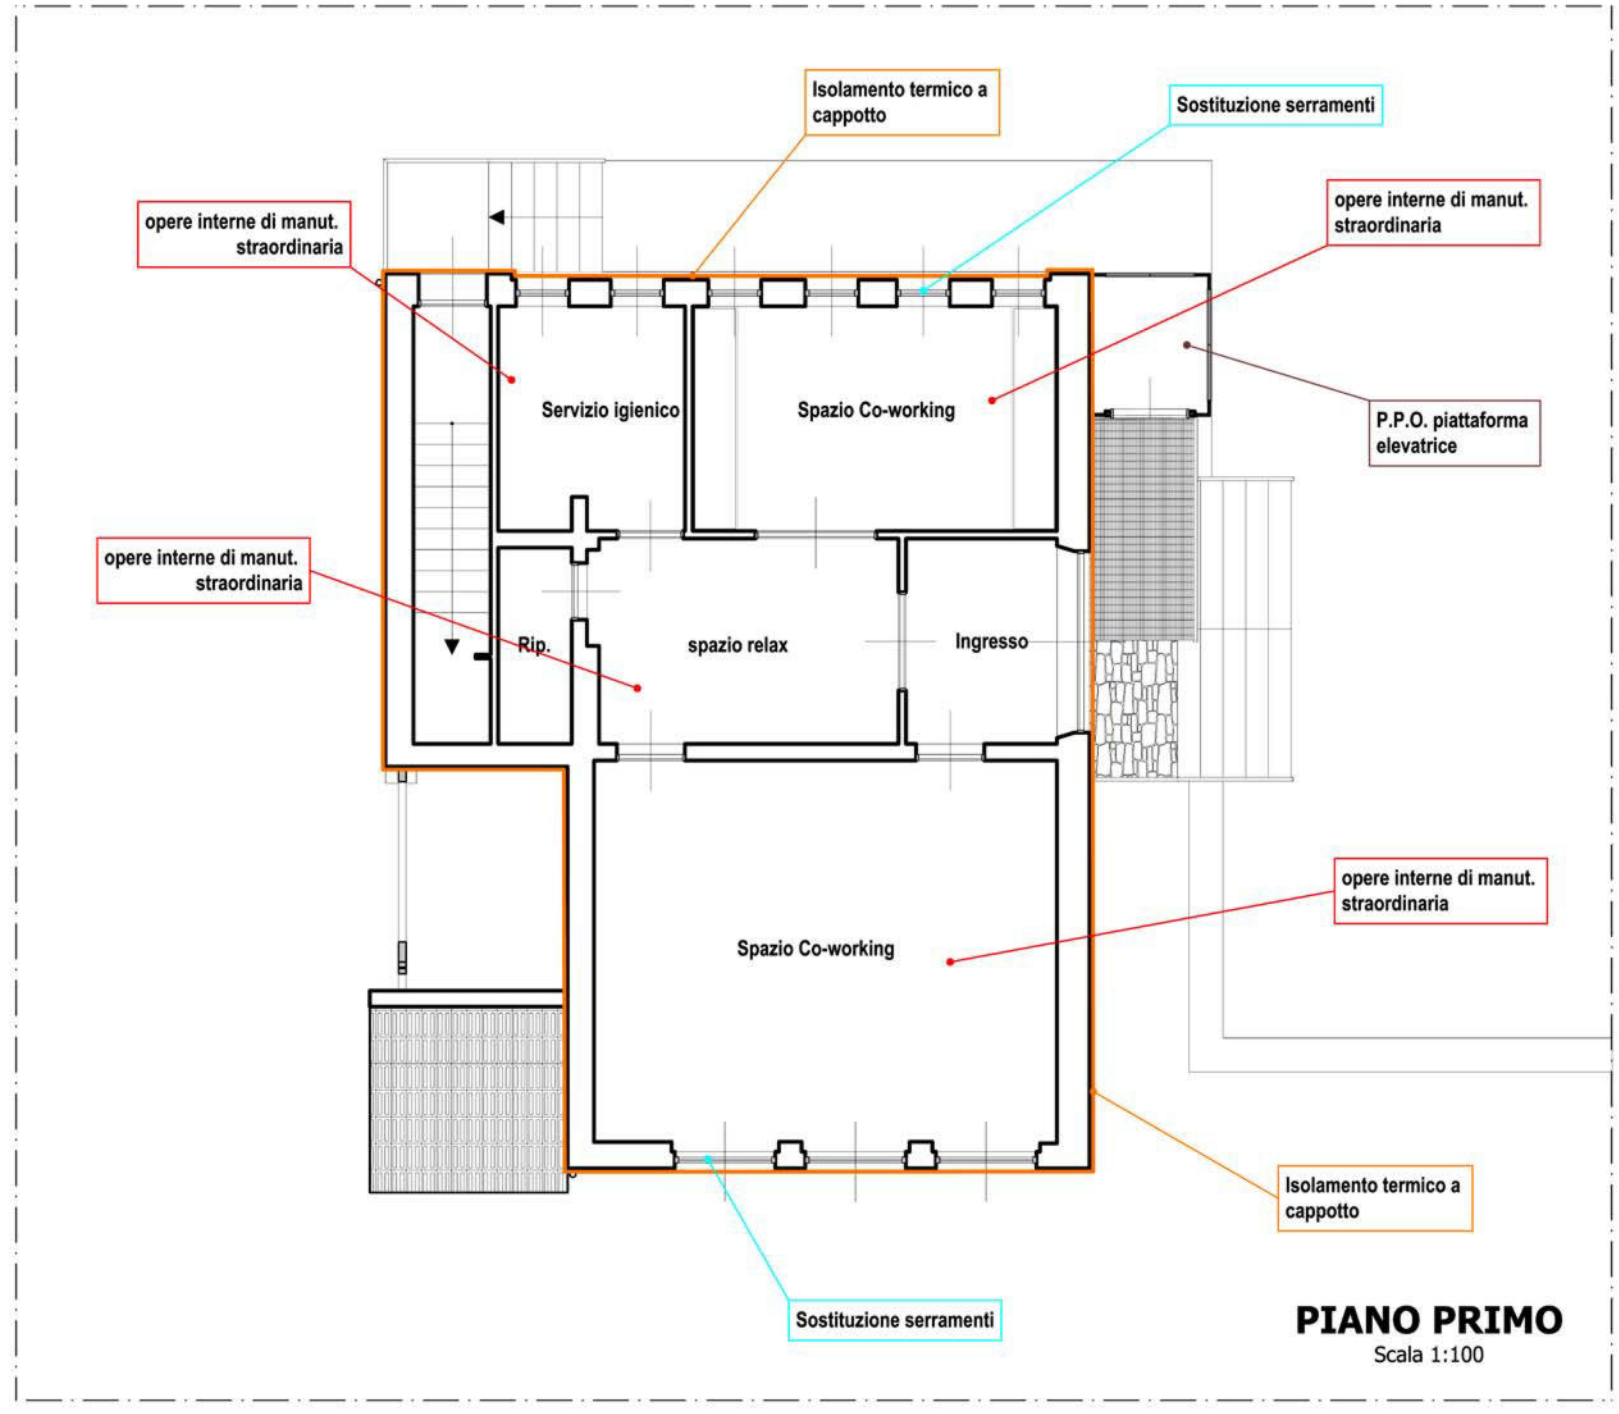 Isolamento termico a
cappotto
Sostituzione serramenti
opere interne di manut.
straordinaria
opere interne di manut.
straordinaria
Servizio igienico
Spazio Co-working
P.P.O. piattaforma
elevatrice
opere interne di manut.
straordinaria
Rip.
spazio relax
Ingresso
opere interne di manut.
straordinaria
Spazio Co-working
Isolamento termico a
cappotto
Sostituzione serramenti
PIANO PRIMO
Scala 1:100